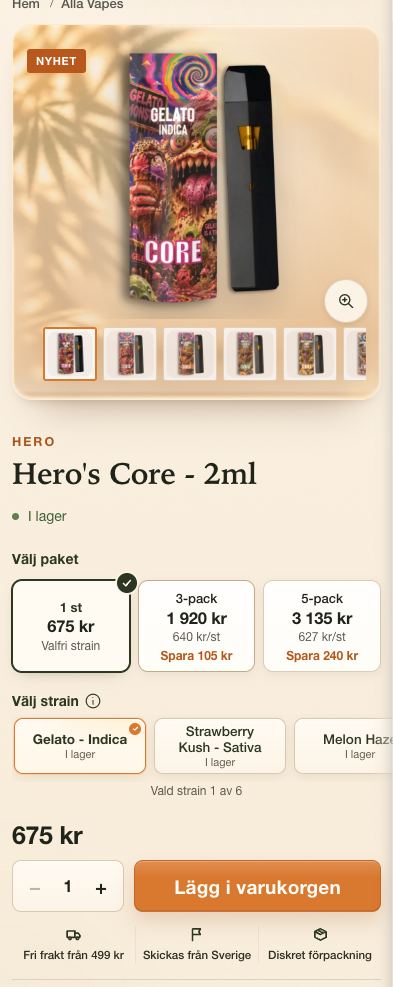 Hem / Alla Vapes
NYHET
GELATO
INDICA
CORE
HERO
Hero's Core - 2ml
I lager
Välj paket
1 st
675 kr
Valfri strain
3-pack
1 920 kr
640 kr/st
Spara 105 kr
5-pack
3 135 kr
627 kr/st
Spara 240 kr
Välj strain
Gelato - Indica
I lager
Strawberry
Kush - Sativa
I lager
Melon Haze
I lager
Vald strain 1 av 6
675 kr
− 1 +
Lägg i varukorgen
Fri frakt från 499 kr
Skickas från Sverige
Diskret förpackning